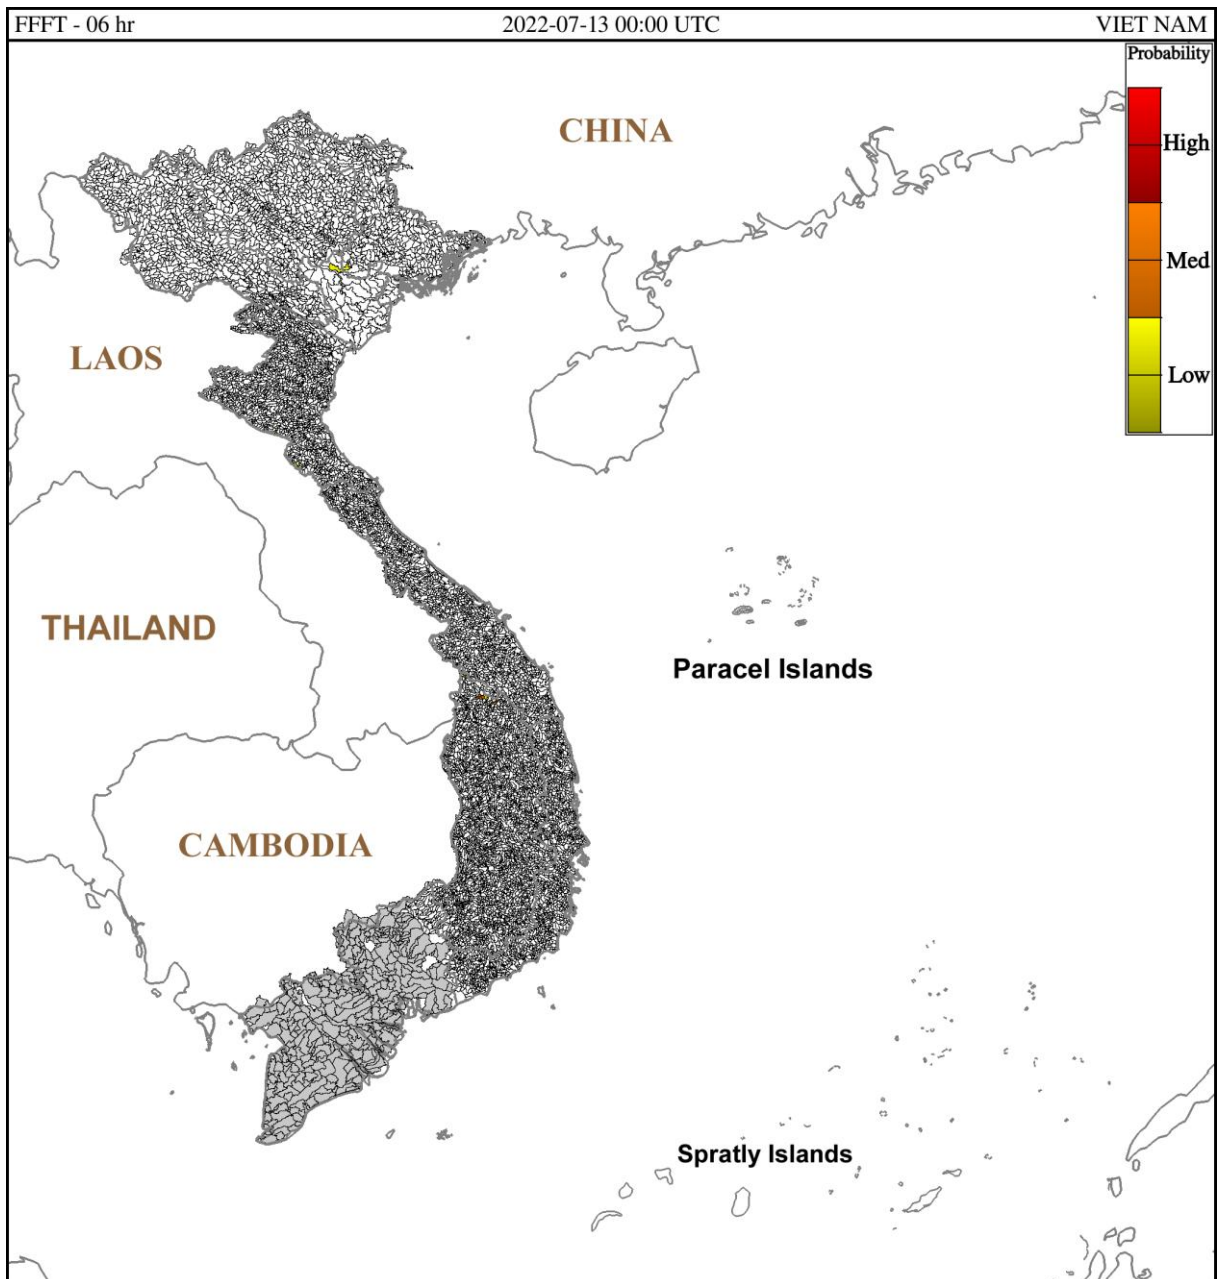 FFFT - 06 hr 2022-07-13 00:00 UTC VIET NAM
Probability
CHINA
High
Med
LAOS
Low
THAILAND
Paracel Islands
CAMBODIA
Spratly Islands